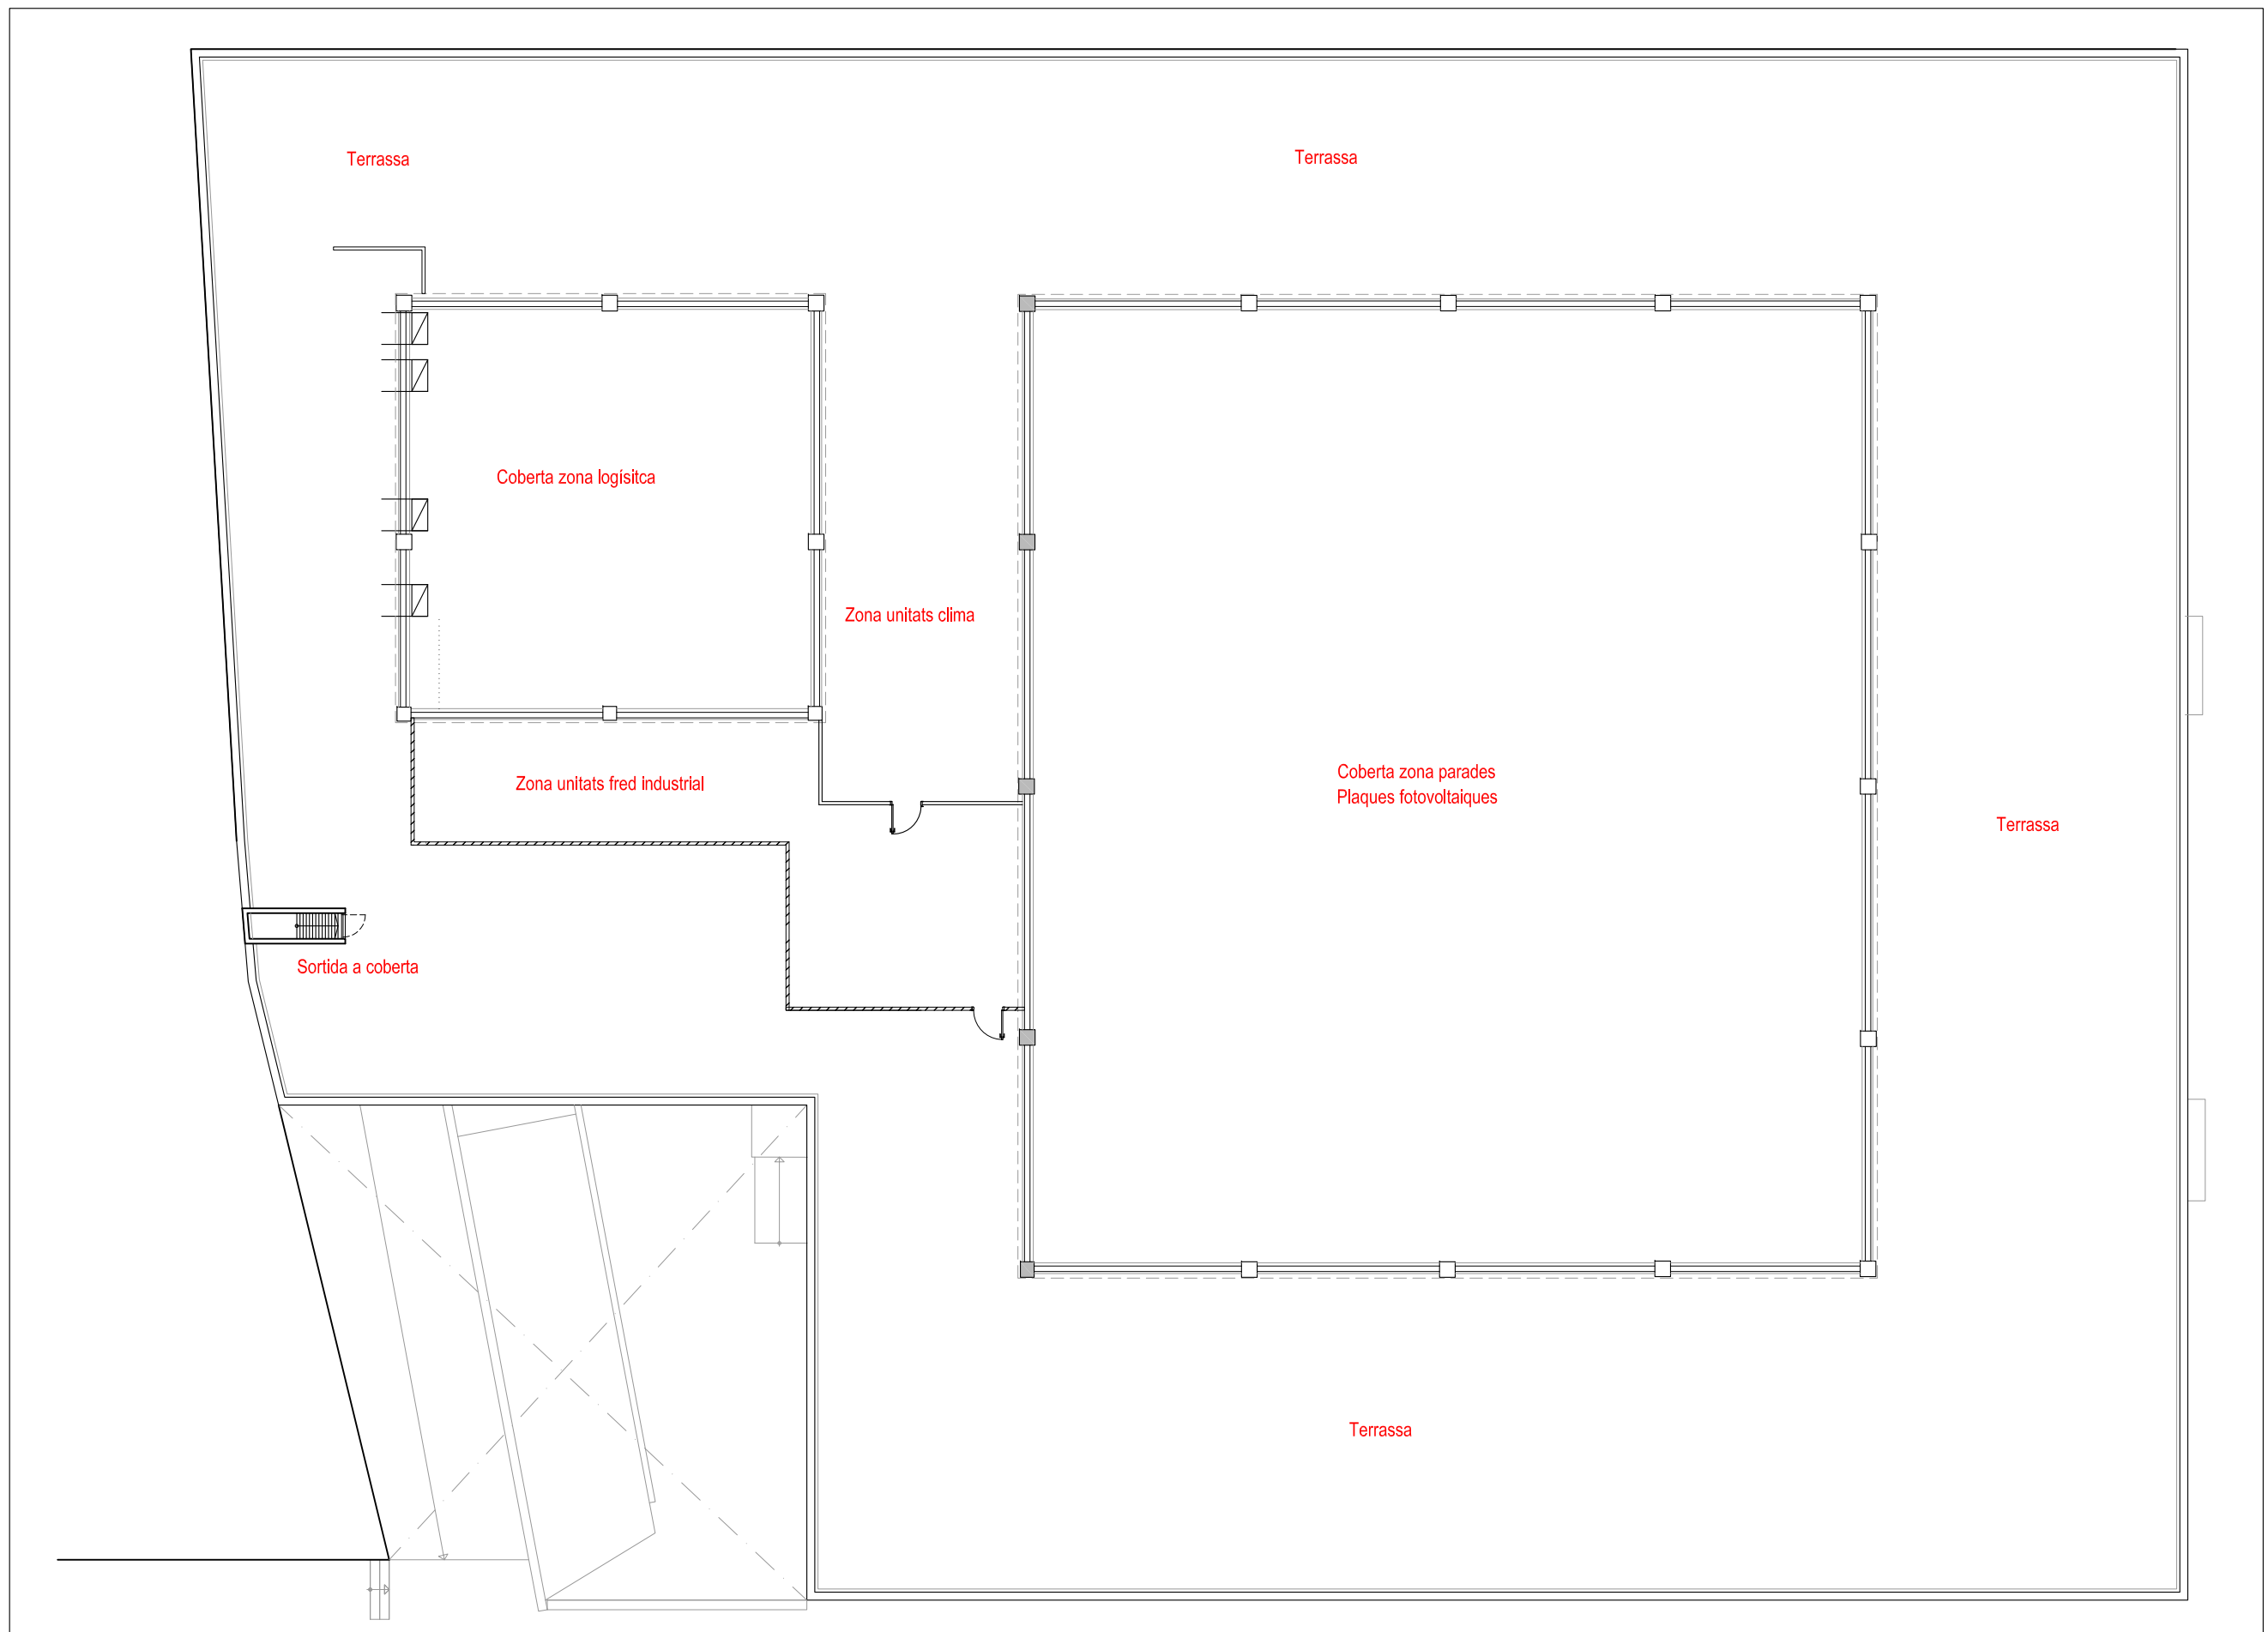 Terrassa
Terrassa
Coberta zona logísitca
Zona unitats clima
Zona unitats fred industrial
Coberta zona parades
Plaques fotovoltaiques
Terrassa
Sortida a coberta
Terrassa